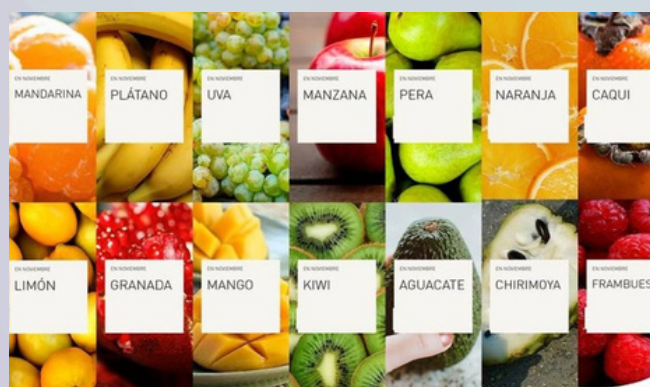 EN NOVIEMBRE
MANDARINA
EN NOVIEMBRE
PLÁTANO
EN NOVIEMBRE
UVA
EN NOVIEMBRE
MANZANA
EN NOVIEMBRE
PERA
EN NOVIEMBRE
NARANJA
EN NOVIEMBRE
CAQUI
EN NOVIEMBRE
LIMÓN
EN NOVIEMBRE
GRANADA
EN NOVIEMBRE
MANGO
EN NOVIEMBRE
KIWI
EN NOVIEMBRE
AGUACATE
EN NOVIEMBRE
CHIRIMOYA
EN NOVIEMBRE
FRAMBUES